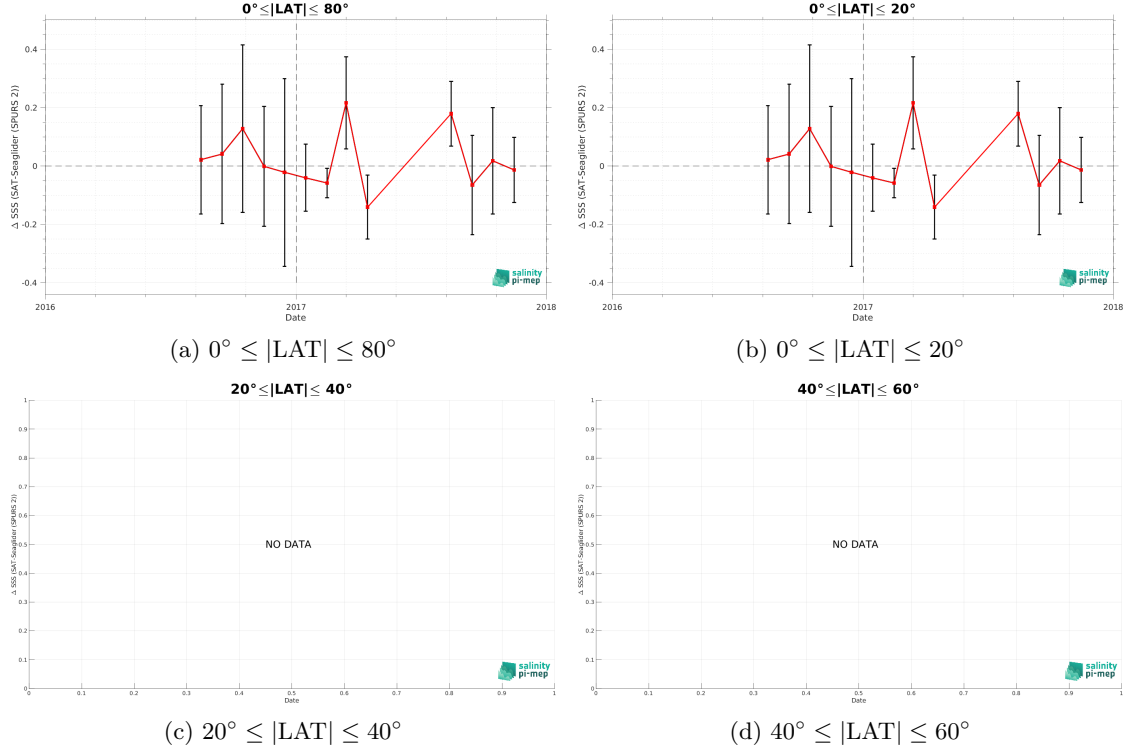 0°≤|LAT|≤ 80°
Δ SSS (SAT-Seaglider (SPURS 2))
0.4
0.2
0
-0.2
-0.4
2016
2017
2018
Date
salinity
pi-mep
(a) 0° ≤ |LAT| ≤ 80°
0°≤|LAT|≤ 20°
Δ SSS (SAT-Seaglider (SPURS 2))
0.4
0.2
0
-0.2
-0.4
2016
2017
2018
Date
salinity
pi-mep
(b) 0° ≤ |LAT| ≤ 20°
20°≤|LAT|≤ 40°
Δ SSS (SAT-Seaglider (SPURS 2))
1
0.9
0.8
0.7
0.6
0.5
0.4
0.3
0.2
0.1
0
NO DATA
0 0.1 0.2 0.3 0.4 0.5 0.6 0.7 0.8 0.9 1
Date
salinity
pi-mep
(c) 20° ≤ |LAT| ≤ 40°
40°≤|LAT|≤ 60°
Δ SSS (SAT-Seaglider (SPURS 2))
1
0.9
0.8
0.7
0.6
0.5
0.4
0.3
0.2
0.1
0
NO DATA
0 0.1 0.2 0.3 0.4 0.5 0.6 0.7 0.8 0.9 1
Date
salinity
pi-mep
(d) 40° ≤ |LAT| ≤ 60°